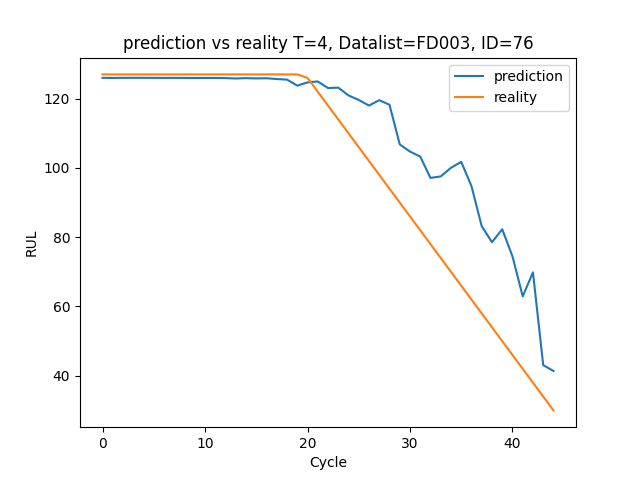 prediction vs reality T=4, Datalist=FD003, ID=76
prediction
reality
RUL
120
100
80
60
40
0
10
20
30
40
Cycle